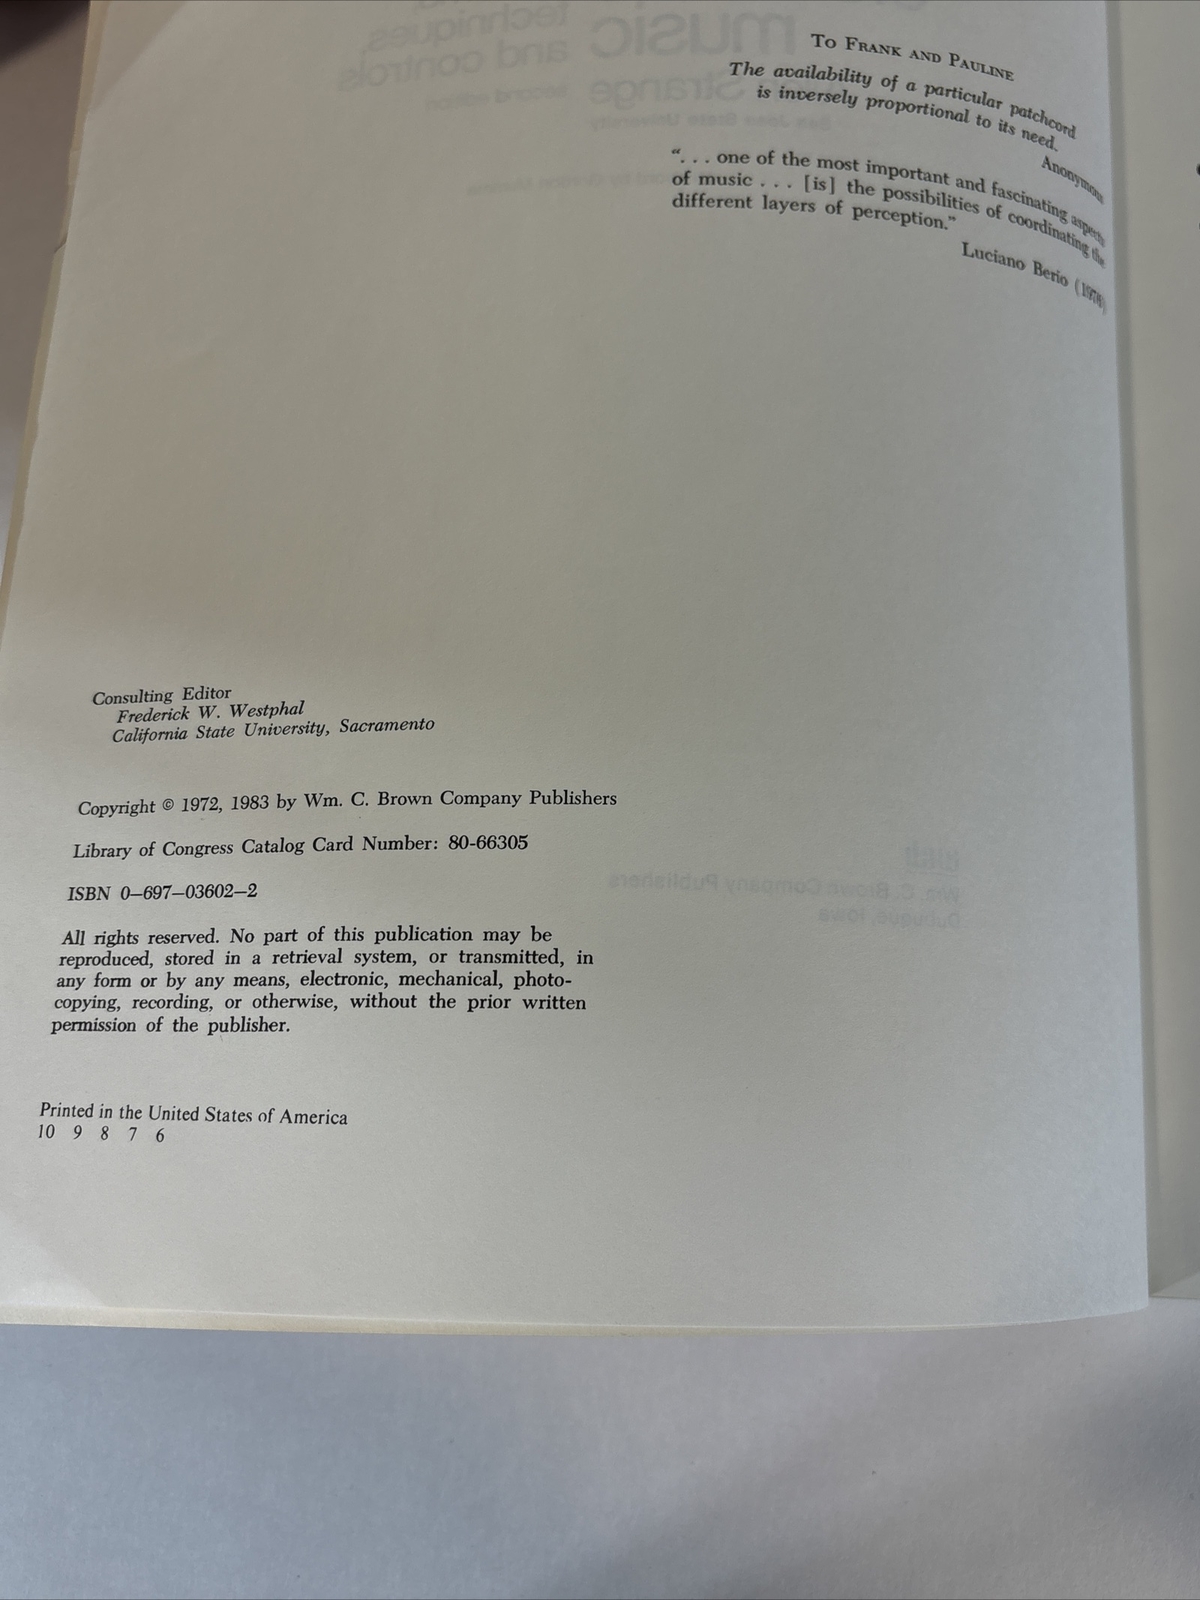 To Frank and Pauline
The availability of a particular patchcord
is inversely proportional to its need.
Anonymous
". . . one of the most important and fascinating aspects
of music . . . [is] the possibilities of coordinating the
different layers of perception."
Luciano Berio (1976)
Consulting Editor
Frederick W. Westphal
California State University, Sacramento
Copyright © 1972, 1983 by Wm. C. Brown Company Publishers
Library of Congress Catalog Card Number: 80-66305
ISBN 0–697–03602–2
All rights reserved. No part of this publication may be
reproduced, stored in a retrieval system, or transmitted, in
any form or by any means, electronic, mechanical, photo-
copying, recording, or otherwise, without the prior written
permission of the publisher.
Printed in the United States of America
10 9 8 7 6